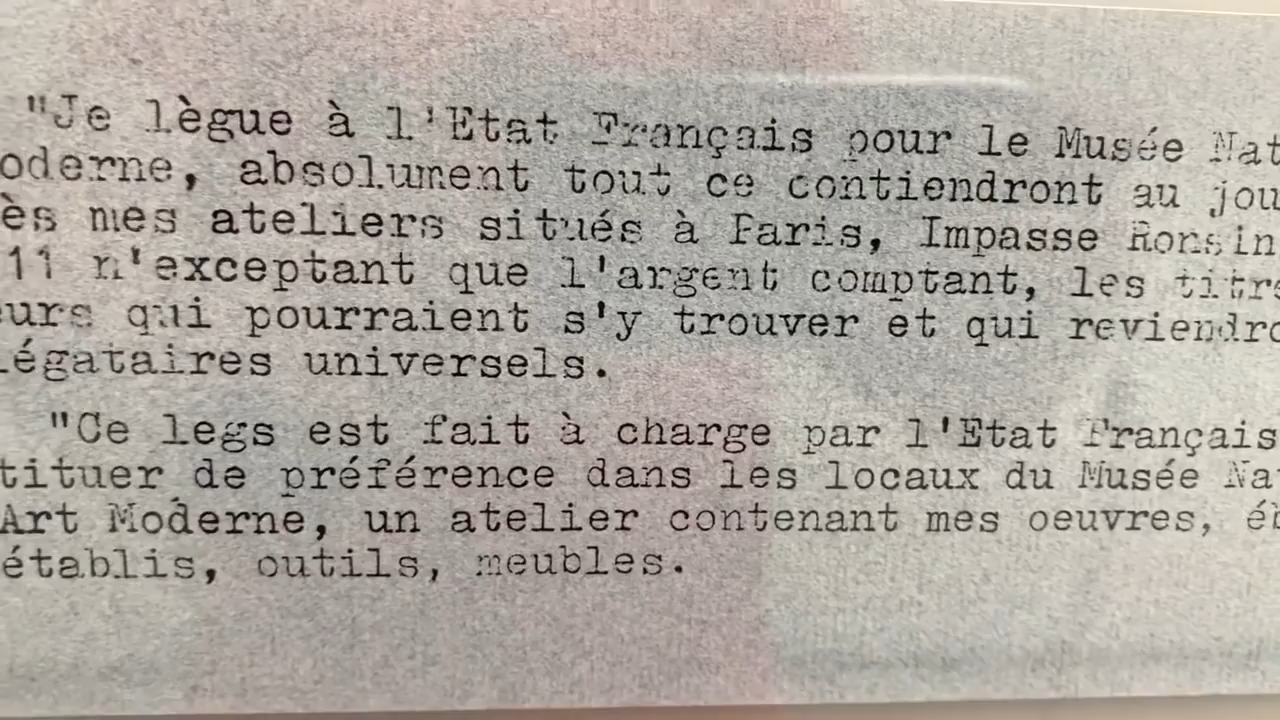 "Je lègue à l'Etat Français pour le Musée Nat
oderne, absolument tout ce contiendront au jou
ès mes ateliers situés à Paris, Impasse Ronsin
11 n'exceptant que l'argent comptant, les titre
eurs qui pourraient s'y trouver et qui reviendro
légataires universels.
"Ce legs est fait à charge par l'Etat Français
tituer de préférence dans les locaux du Musée Na
Art Moderne, un atelier contenant mes oeuvres, éb
établis, outils, meubles.